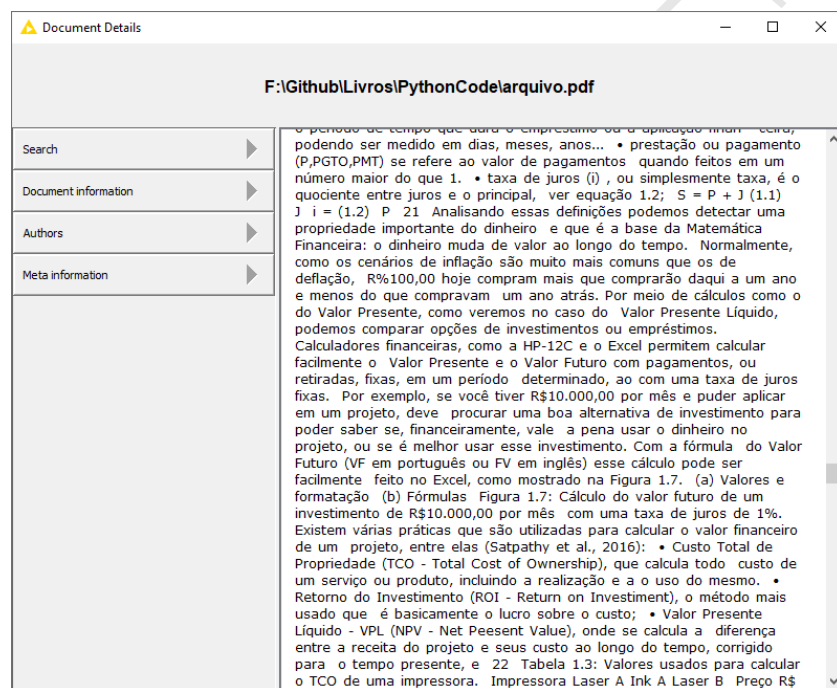 Document Details
F:\Github\Livros\PythonCode\arquivo.pdf
Search
Document information
Authors
Meta information
o período de tempo que dura o empréstimo ou a aplicação finan- ceira,
podendo ser medido em dias, meses, anos... • prestação ou pagamento
(P,PGTO,PMT) se refere ao valor de pagamentos quando feitos em um
número maior do que 1. • taxa de juros (i) , ou simplesmente taxa, é o
quociente entre juros e o principal, ver equação 1.2; S = P + J (1.1)
J i = (1.2) P 21 Analisando essas definições podemos detectar uma
propriedade importante do dinheiro e que é a base da Matemática
Financeira: o dinheiro muda de valor ao longo do tempo. Normalmente,
como os cenários de inflação são muito mais comuns que os de
deflação, R%100,00 hoje compram mais que comprarão daqui a um ano
e menos do que compravam um ano atrás. Por meio de cálculos como o
do Valor Presente, como veremos no caso do Valor Presente Líquido,
podemos comparar opções de investimentos ou empréstimos.
Calculadores financeiras, como a HP-12C e o Excel permitem calcular
facilmente o Valor Presente e o Valor Futuro com pagamentos, ou
retiradas, fixas, em um período determinado, ao com uma taxa de juros
fixas. Por exemplo, se você tiver R$10.000,00 por mês e puder aplicar
em um projeto, deve procurar uma boa alternativa de investimento para
poder saber se, financeiramente, vale a pena usar o dinheiro no
projeto, ou se é melhor usar esse investimento. Com a fórmula do Valor
Futuro (VF em português ou FV em inglês) esse cálculo pode ser
facilmente feito no Excel, como mostrado na Figura 1.7. (a) Valores e
formatação (b) Fórmulas Figura 1.7: Cálculo do valor futuro de um
investimento de R$10.000,00 por mês com uma taxa de juros de 1%.
Existem várias práticas que são utilizadas para calcular o valor financeiro
de um projeto, entre elas (Satpathy et al., 2016): • Custo Total de
Propriedade (TCO - Total Cost of Ownership), que calcula todo custo de
um serviço ou produto, incluindo a realização e a o uso do mesmo. •
Retorno do Investimento (ROI - Return on Investiment), o método mais
usado que é basicamente o lucro sobre o custo; • Valor Presente
Líquido - VPL (NPV - Net Peesent Value), onde se calcula a diferença
entre a receita do projeto e seus custo ao longo do tempo, corrigido
para o tempo presente, e 22 Tabela 1.3: Valores usados para calcular
o TCO de uma impressora. Impressora Laser A Ink A Laser B Preço R$